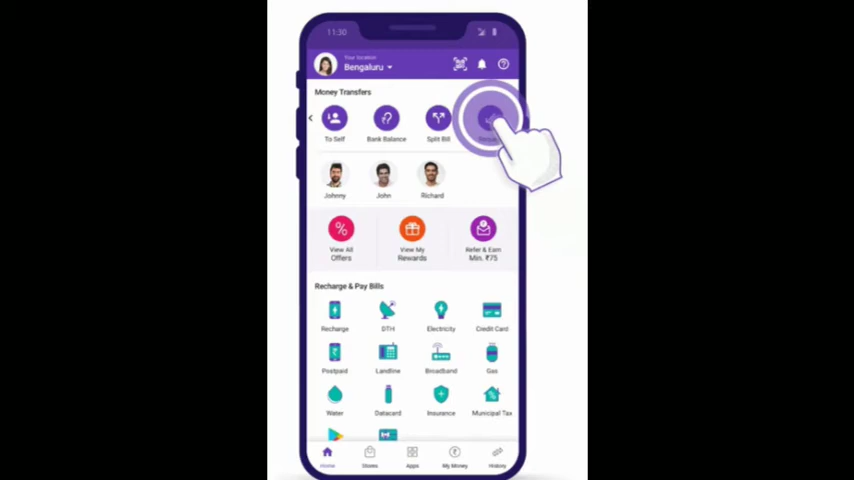 11:30
Your location
Bengaluru
Money Transfers
To Self
Bank Balance
Split Bill
Johnny
John
Richard
View All
Offers
View My
Rewards
Refer & Earn
Min. ₹75
Recharge & Pay Bills
Recharge
DTH
Electricity
Credit Card
Postpaid
Landline
Broadband
Gas
Water
Datacard
Insurance
Municipal Tax
Home
Stores
Apps
My Money
History